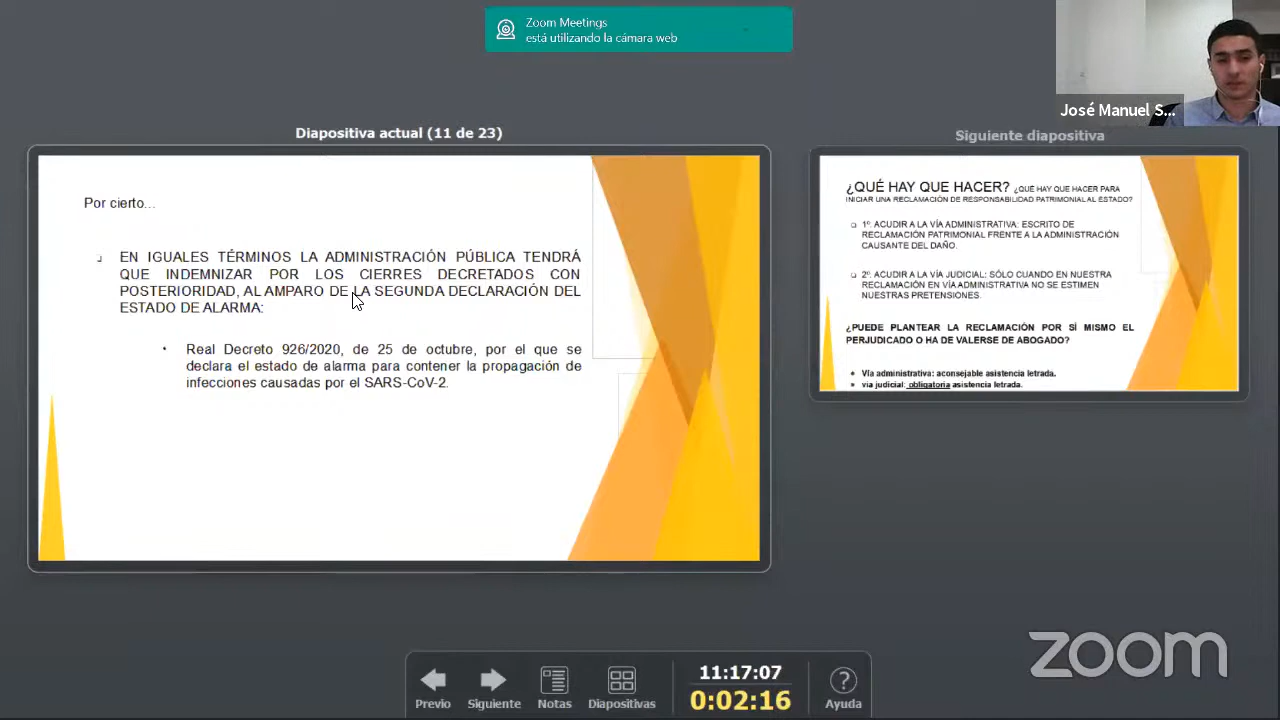 Zoom Meetings
está utilizando la cámara web
José Manuel S...
Diapositiva actual (11 de 23)
Por cierto...
EN IGUALES TÉRMINOS LA ADMINISTRACIÓN PÚBLICA TENDRÁ
QUE INDEMNIZAR POR LOS CIERRES DECRETADOS CON
POSTERIORIDAD, AL AMPARO DE LA SEGUNDA DECLARACIÓN DEL
ESTADO DE ALARMA:
• Real Decreto 926/2020, de 25 de octubre, por el que se
declara el estado de alarma para contener la propagación de
infecciones causadas por el SARS-CoV-2.
Siguiente diapositiva
¿QUÉ HAY QUE HACER? ¿QUÉ HAY QUE HACER PARA
INICIAR UNA RECLAMACIÓN DE RESPONSABILIDAD PATRIMONIAL AL ESTADO?
1º. ACUDIR A LA VÍA ADMINISTRATIVA: ESCRITO DE
RECLAMACIÓN PATRIMONIAL FRENTE A LA ADMINISTRACIÓN
CAUSANTE DEL DAÑO.
2º. ACUDIR A LA VÍA JUDICIAL: SÓLO CUANDO EN NUESTRA
RECLAMACIÓN EN VÍA ADMINISTRATIVA NO SE ESTIMEN
NUESTRAS PRETENSIONES.
¿PUEDE PLANTEAR LA RECLAMACIÓN POR SÍ MISMO EL
PERJUDICADO O HA DE VALERSE DE ABOGADO?
• Vía administrativa: aconsejable asistencia letrada.
• vía judicial: obligatoria asistencia letrada.
zoom
Previo
Siguiente
Notas
Diapositivas
11:17:07
0:02:16
?
Ayuda